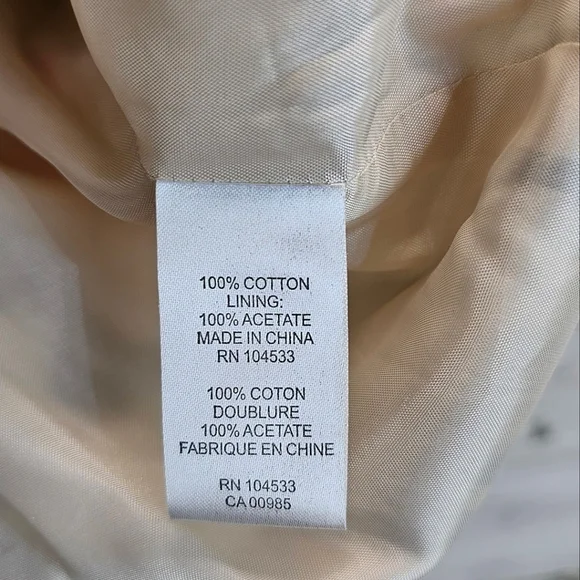 100% COTTON
LINING:
100% ACETATE
MADE IN CHINA
RN 104533
100% COTON
DOUBLURE
100% ACETATE
FABRIQUE EN CHINE
RN 104533
CA 00985